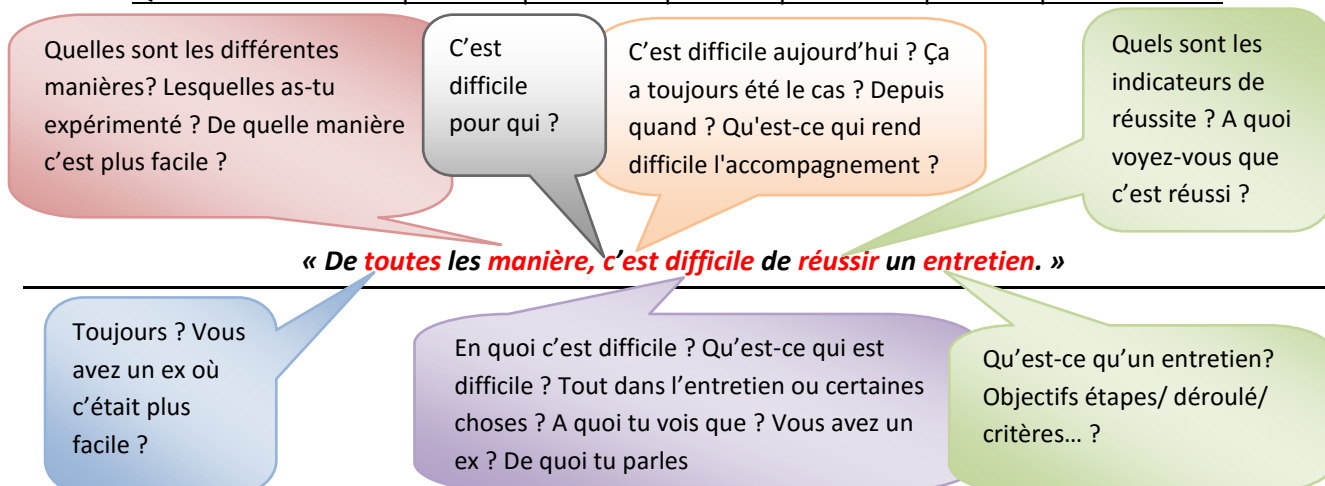 Quelles sont les différentes
manières? Lesquelles as-tu
expérimenté ? De quelle manière
c'est plus facile ?
C'est
difficile
pour qui ?
C'est difficile aujourd'hui ? Ça
a toujours été le cas ? Depuis
quand ? Qu'est-ce qui rend
difficile l'accompagnement ?
Quels sont les
indicateurs de
réussite ? A quoi
voyez-vous que
c'est réussi ?
« De toutes les manière, c'est difficile de réussir un entretien. »
Toujours ? Vous
avez un ex où
c'était plus
facile ?
En quoi c'est difficile ? Qu'est-ce qui est
difficile ? Tout dans l'entretien ou certaines
choses ? A quoi tu vois que ? Vous avez un
ex ? De quoi tu parles
Qu'est-ce qu'un entretien?
Objectifs étapes/ déroulé/
critères… ?